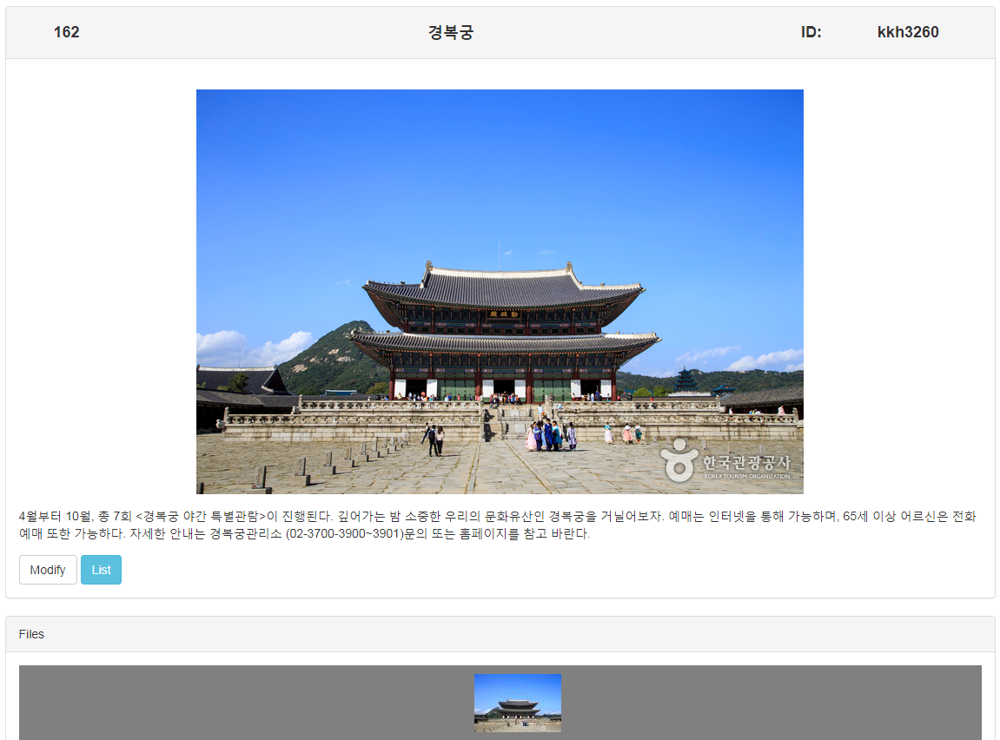 162 경복궁 ID: kkh3260
勤政殿
한국관광공사
KOREA TOURISM ORGANIZATION
4월부터 10월, 총 7회 <경복궁 야간 특별관람>이 진행된다. 깊어가는 밤 소중한 우리의 문화유산인 경복궁을 거닐어보자. 예매는 인터넷을 통해 가능하며, 65세 이상 어르신은 전화
예매 또한 가능하다. 자세한 안내는 경복궁관리소 (02-3700-3900~3901)문의 또는 홈페이지를 참고 바란다.
Modify List
Files